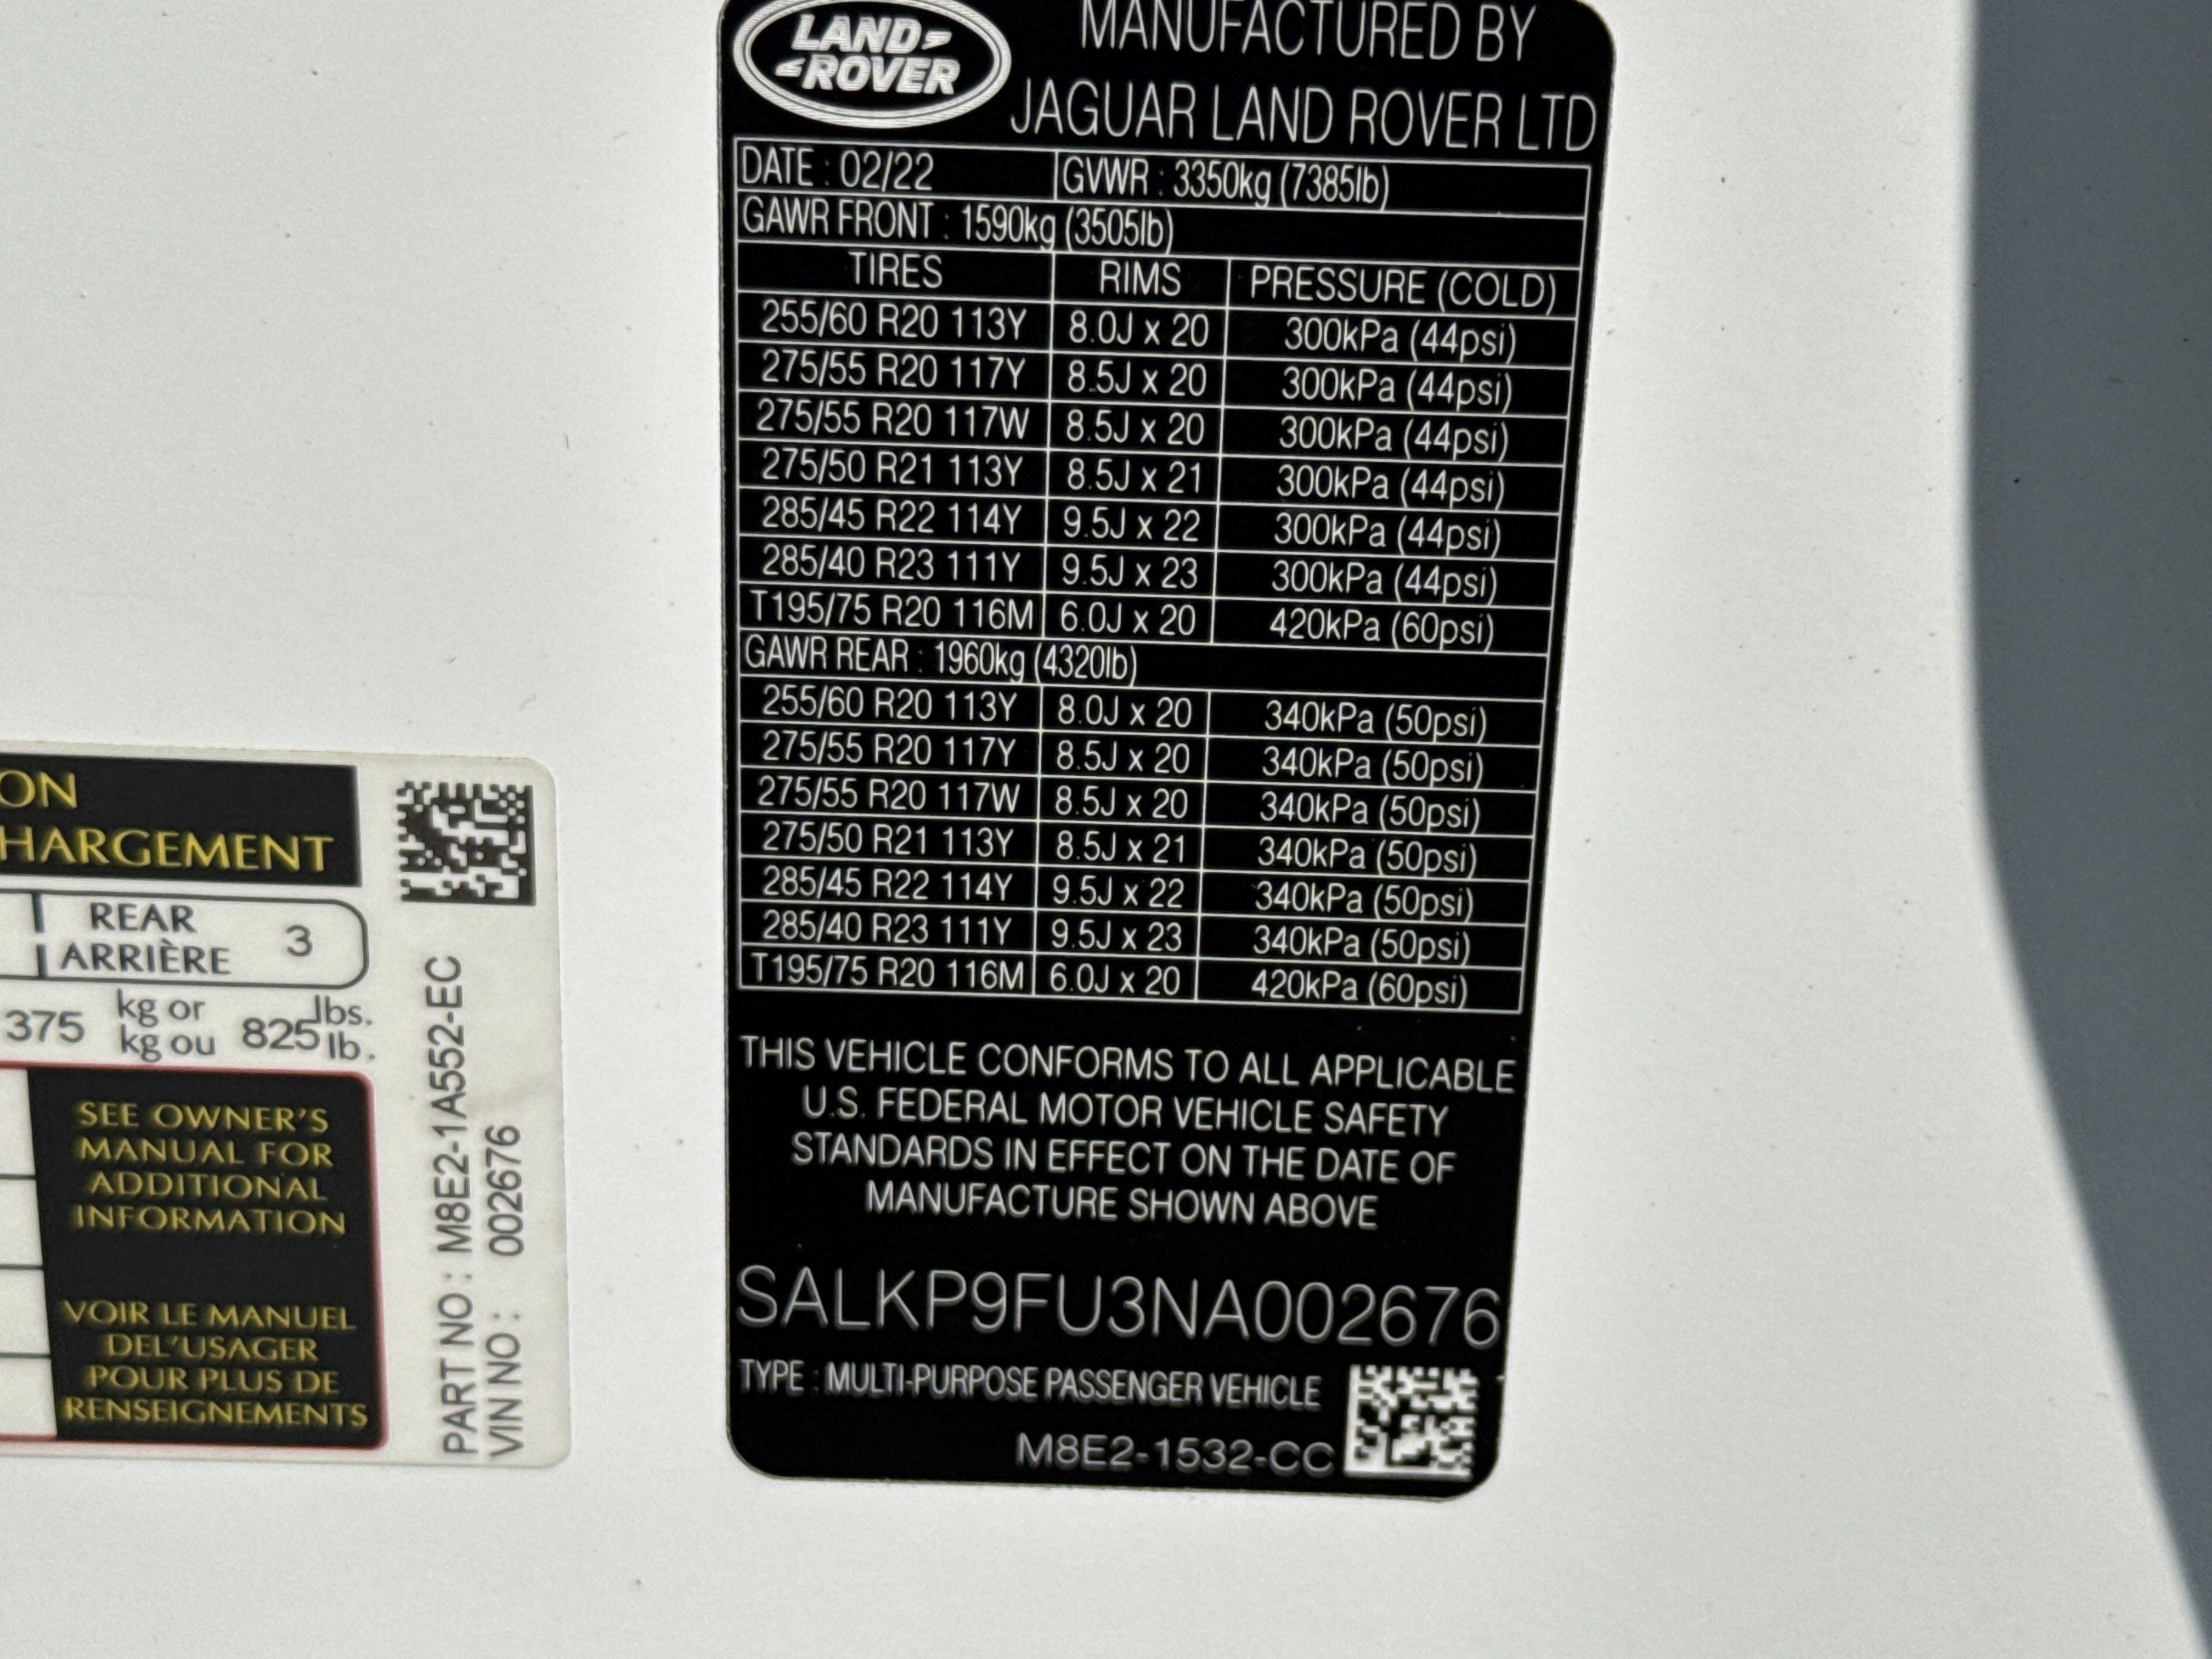 LAND
ROVER
MANUFACTURED BY
JAGUAR LAND ROVER LTD
DATE : 02/22 GVWR : 3350kg (7385lb)
GAWR FRONT : 1590kg (3505lb)
TIRES RIMS PRESSURE (COLD)
255/60 R20 113Y 8.0J x 20 300kPa (44psi)
275/55 R20 117Y 8.5J x 20 300kPa (44psi)
275/55 R20 117W 8.5J x 20 300kPa (44psi)
275/50 R21 113Y 8.5J x 21 300kPa (44psi)
285/45 R22 114Y 9.5J x 22 300kPa (44psi)
285/40 R23 111Y 9.5J x 23 300kPa (44psi)
T195/75 R20 116M 6.0J x 20 420kPa (60psi)
GAWR REAR : 1960kg (4320lb)
255/60 R20 113Y 8.0J x 20 340kPa (50psi)
275/55 R20 117Y 8.5J x 20 340kPa (50psi)
275/55 R20 117W 8.5J x 20 340kPa (50psi)
275/50 R21 113Y 8.5J x 21 340kPa (50psi)
285/45 R22 114Y 9.5J x 22 340kPa (50psi)
285/40 R23 111Y 9.5J x 23 340kPa (50psi)
T195/75 R20 116M 6.0J x 20 420kPa (60psi)
THIS VEHICLE CONFORMS TO ALL APPLICABLE
U.S. FEDERAL MOTOR VEHICLE SAFETY
STANDARDS IN EFFECT ON THE DATE OF
MANUFACTURE SHOWN ABOVE
SALKP9FU3NA002676
TYPE : MULTI-PURPOSE PASSENGER VEHICLE
M8E2-1532-CC
ON
HARGEMENT
REAR
ARRIÈRE 3
375 kg or 825 lbs.
kg ou lb.
SEE OWNER'S
MANUAL FOR
ADDITIONAL
INFORMATION
VOIR LE MANUEL
DEL'USAGER
POUR PLUS DE
RENSEIGNEMENTS
PART NO : M8E2-1A552-EC
VIN NO : 002676